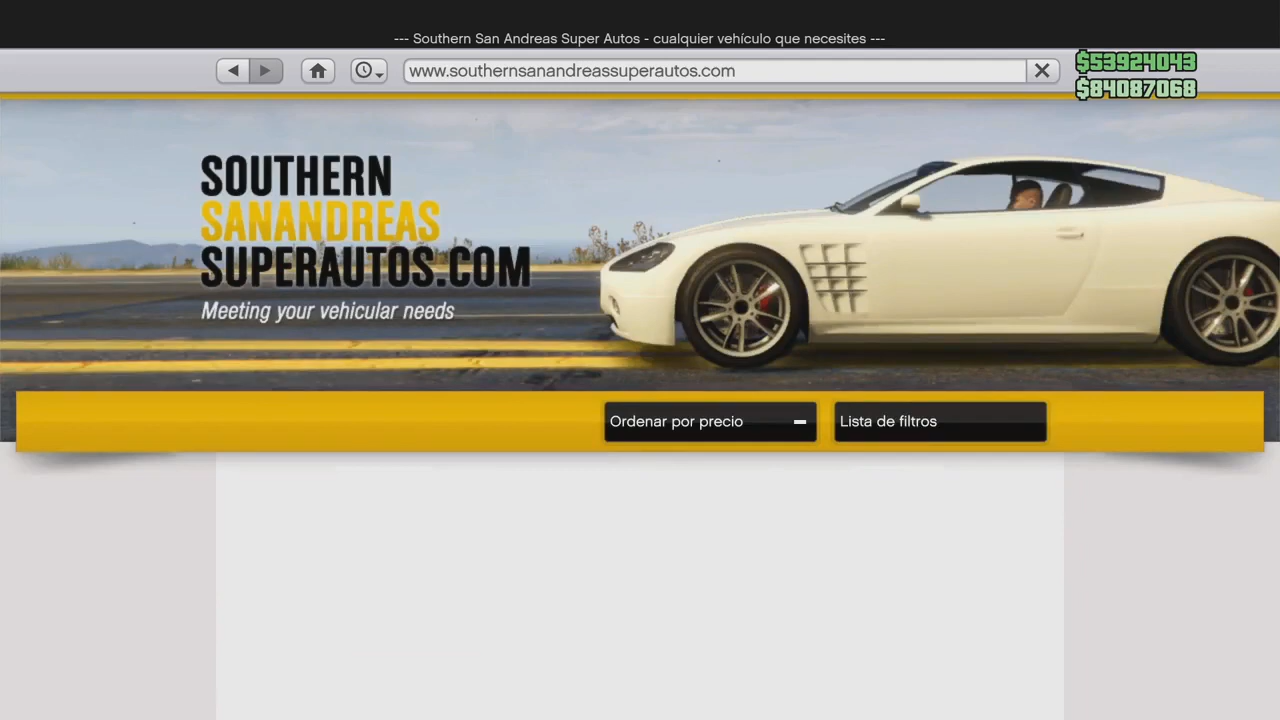 --- Southern San Andreas Super Autos - cualquier vehículo que necesites ---
www.southernsanandreassuperautos.com
$53924043
$84087068
SOUTHERN
SANANDREAS
SUPERAUTOS.COM
Meeting your vehicular needs
Ordenar por precio
Lista de filtros